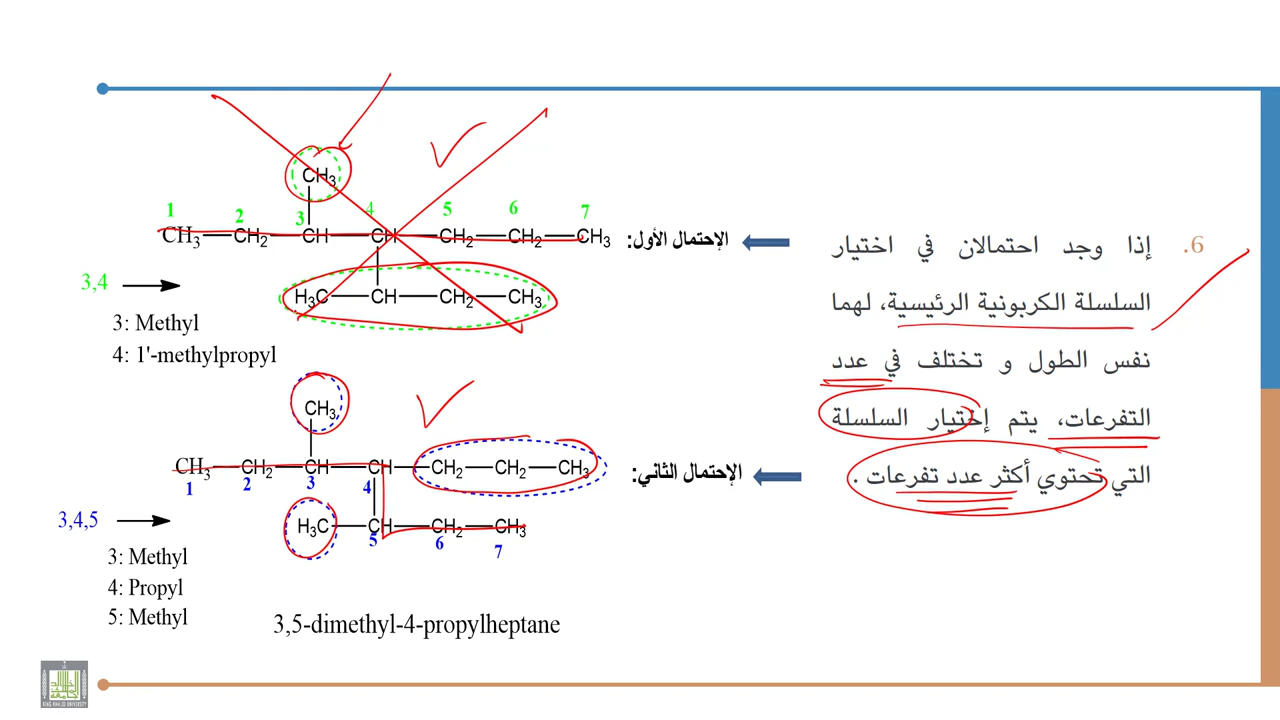 6. إذا وجد احتمالان في اختيار
السلسلة الكربونية الرئيسية، لهما
نفس الطول و تختلف في عدد
التفرعات، يتم إختيار السلسلة
التي تحتوي أكثر عدد تفرعات .
الإحتمال الأول:
CH3
1 2 3 4 5 6 7
CH3 CH2 CH CH CH2 CH2 CH3
H3C CH CH2 CH3
3,4
3: Methyl
4: 1'-methylpropyl
الإحتمال الثاني:
CH3
CH3 CH2 CH CH CH2 CH2 CH3
1 2 3 4
H3C CH CH2 CH3
5 6 7
3,4,5
3: Methyl
4: Propyl
5: Methyl
3,5-dimethyl-4-propylheptane
KING KHALID UNIVERSITY